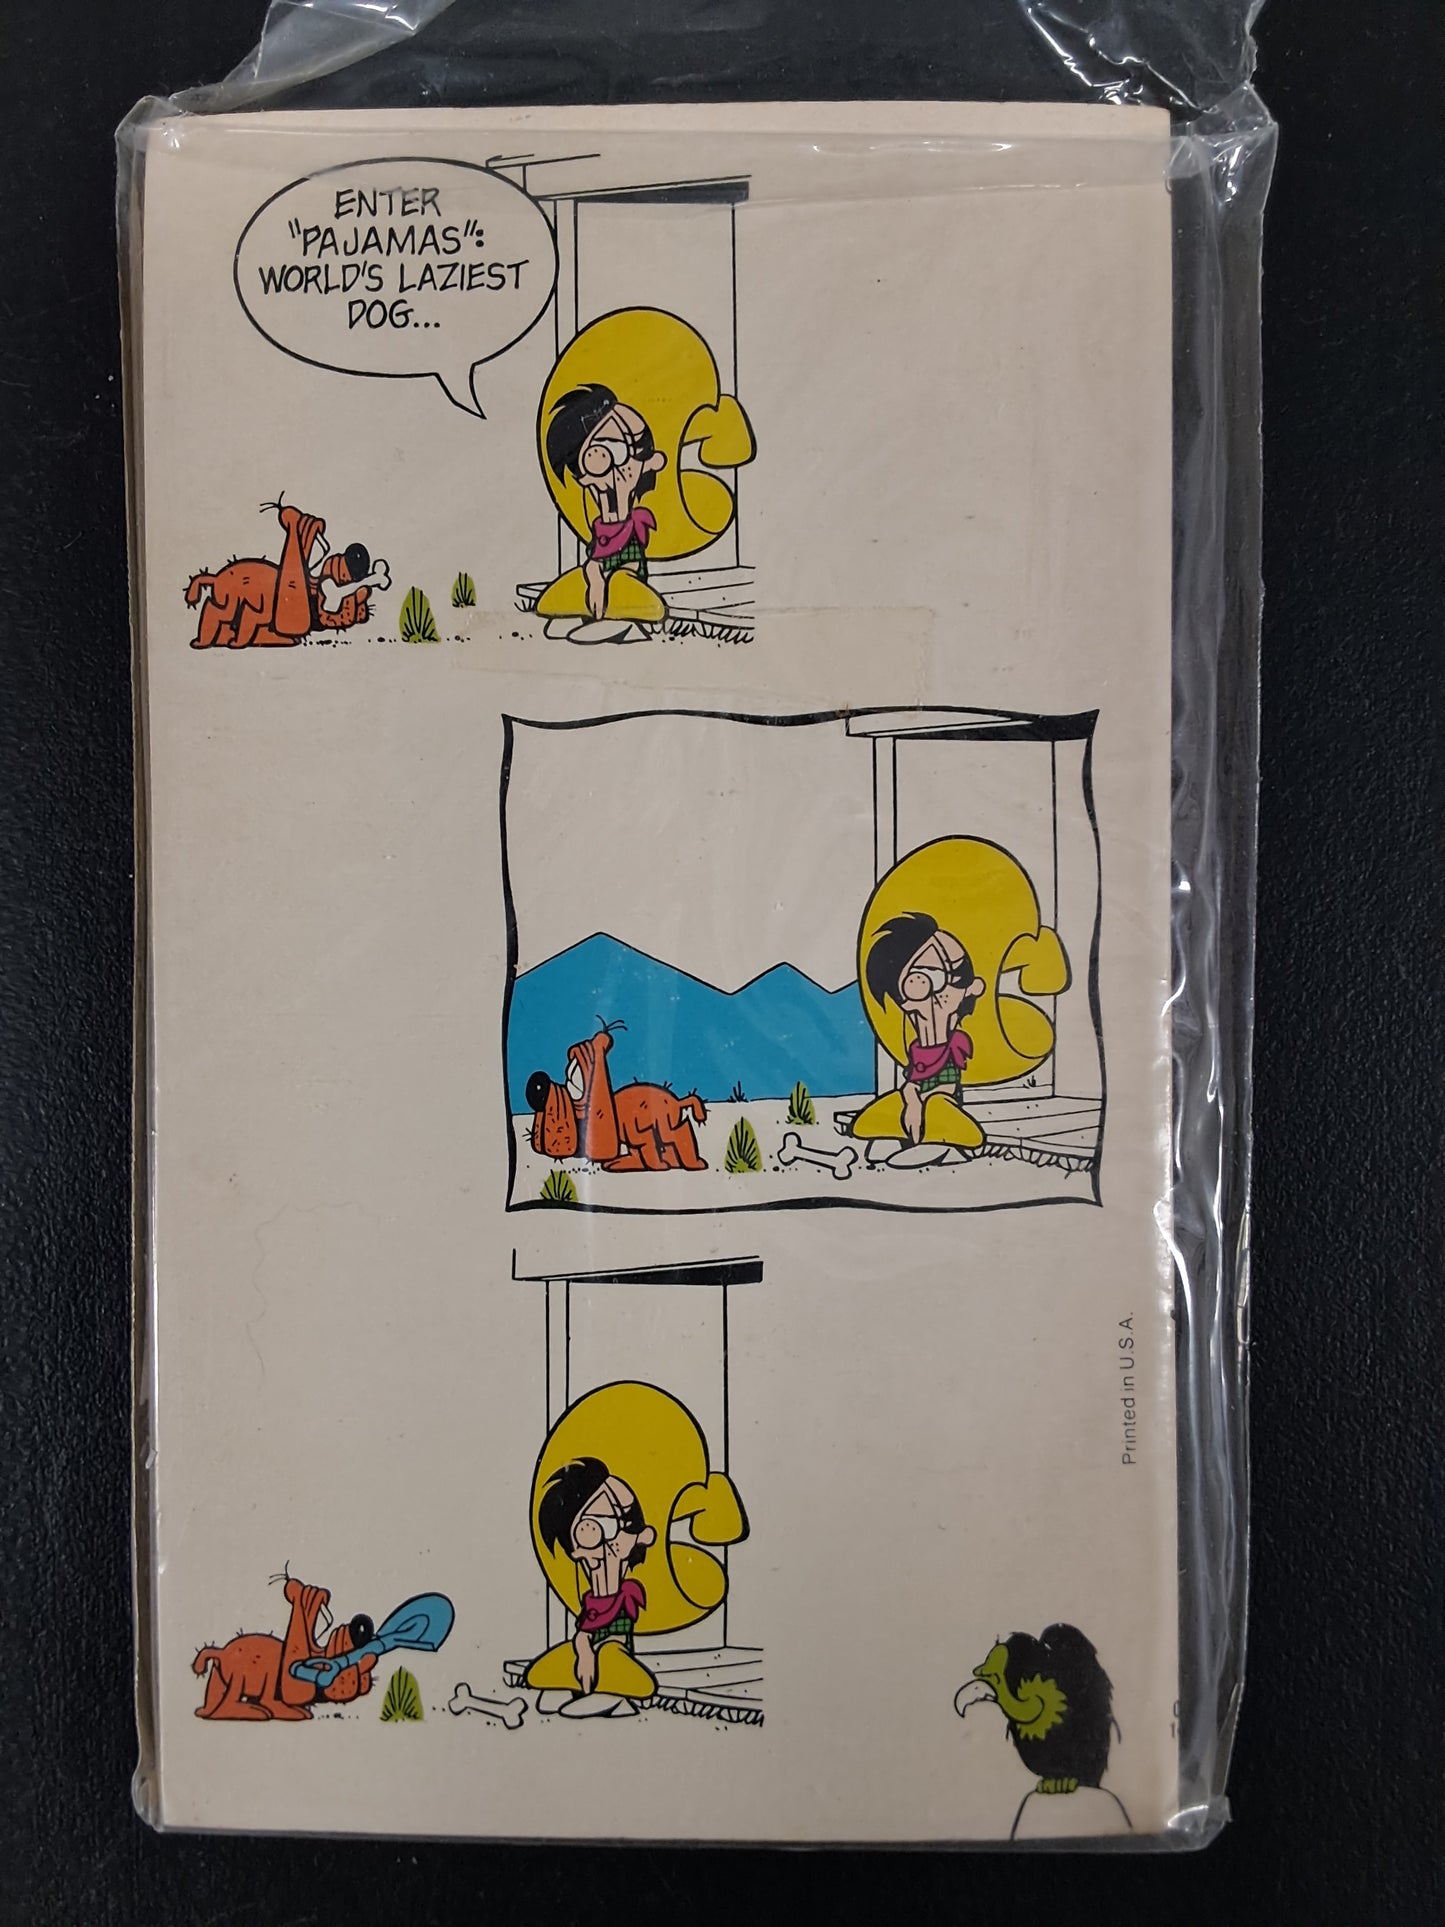 ENTER
"PAJAMAS":
WORLD'S LAZIEST
DOG...
Printed in U.S.A.